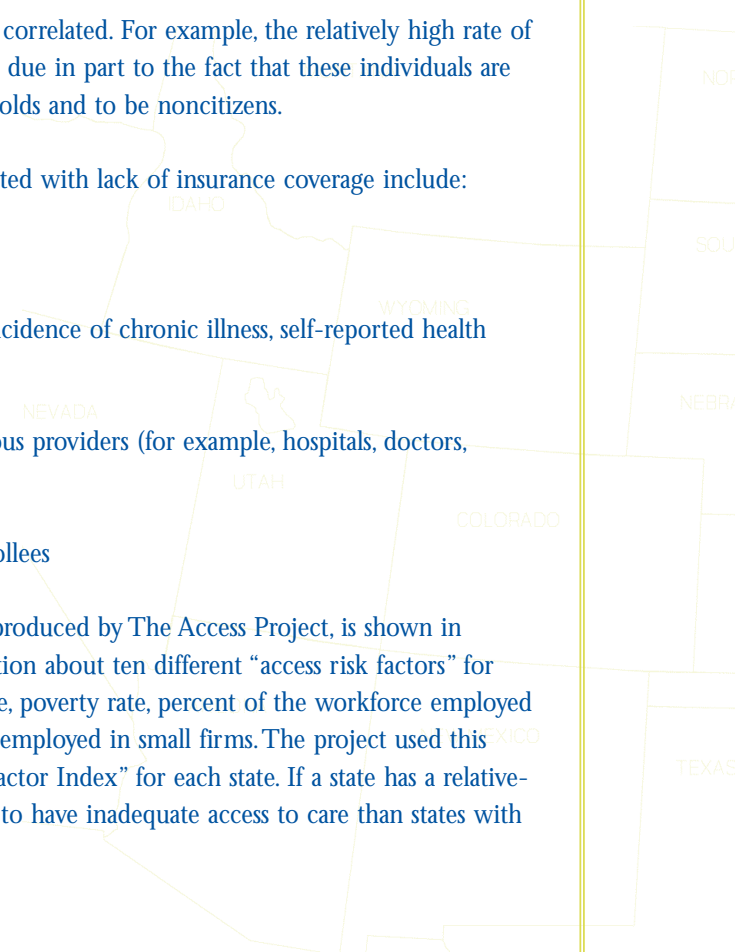 correlated. For example, the relatively high rate of
due in part to the fact that these individuals are
olds and to be noncitizens.
ted with lack of insurance coverage include:
IDAHO
WYOMING
cidence of chronic illness, self-reported health
NEVADA
ous providers (for example, hospitals, doctors,
UTAH
COLORADO
ollees
produced by The Access Project, is shown in
tion about ten different “access risk factors” for
e, poverty rate, percent of the workforce employed
employed in small firms. The project used this
EXICO
actor Index” for each state. If a state has a relative-
TEXAS
to have inadequate access to care than states with
NOR
SOU
NEBRA